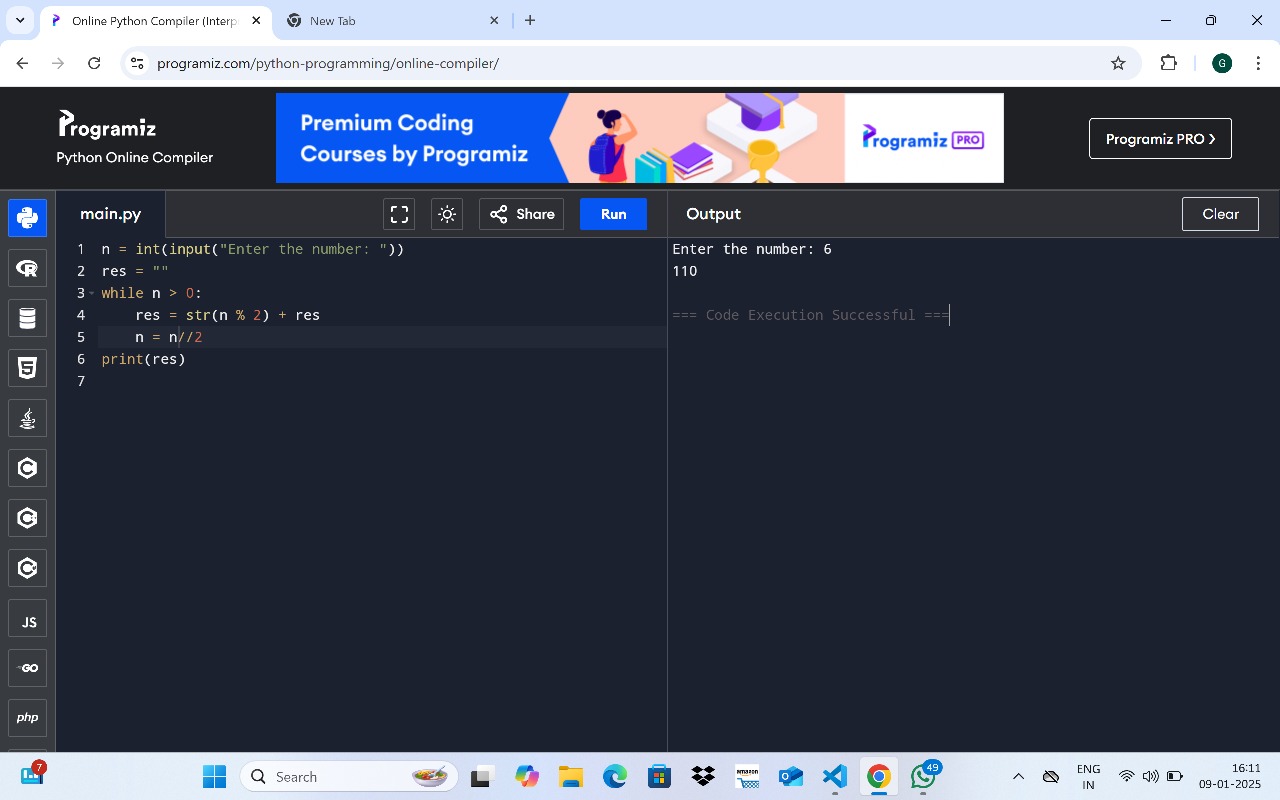 Online Python Compiler (Interp
New Tab
programiz.com/python-programming/online-compiler/
G
Programiz
Python Online Compiler
Premium Coding
Courses by Programiz
Programiz PRO
Programiz PRO >
main.py
Share
Run
Output
Clear
1 n = int(input("Enter the number: "))
2 res = ""
3 while n > 0:
4     res = str(n % 2) + res
5     n = n//2
6 print(res)
7
Enter the number: 6
110
=== Code Execution Successful ===
R
5
C
C
C
JS
GO
php
7
Search
amazon
49
ENG
IN
16:11
09-01-2025